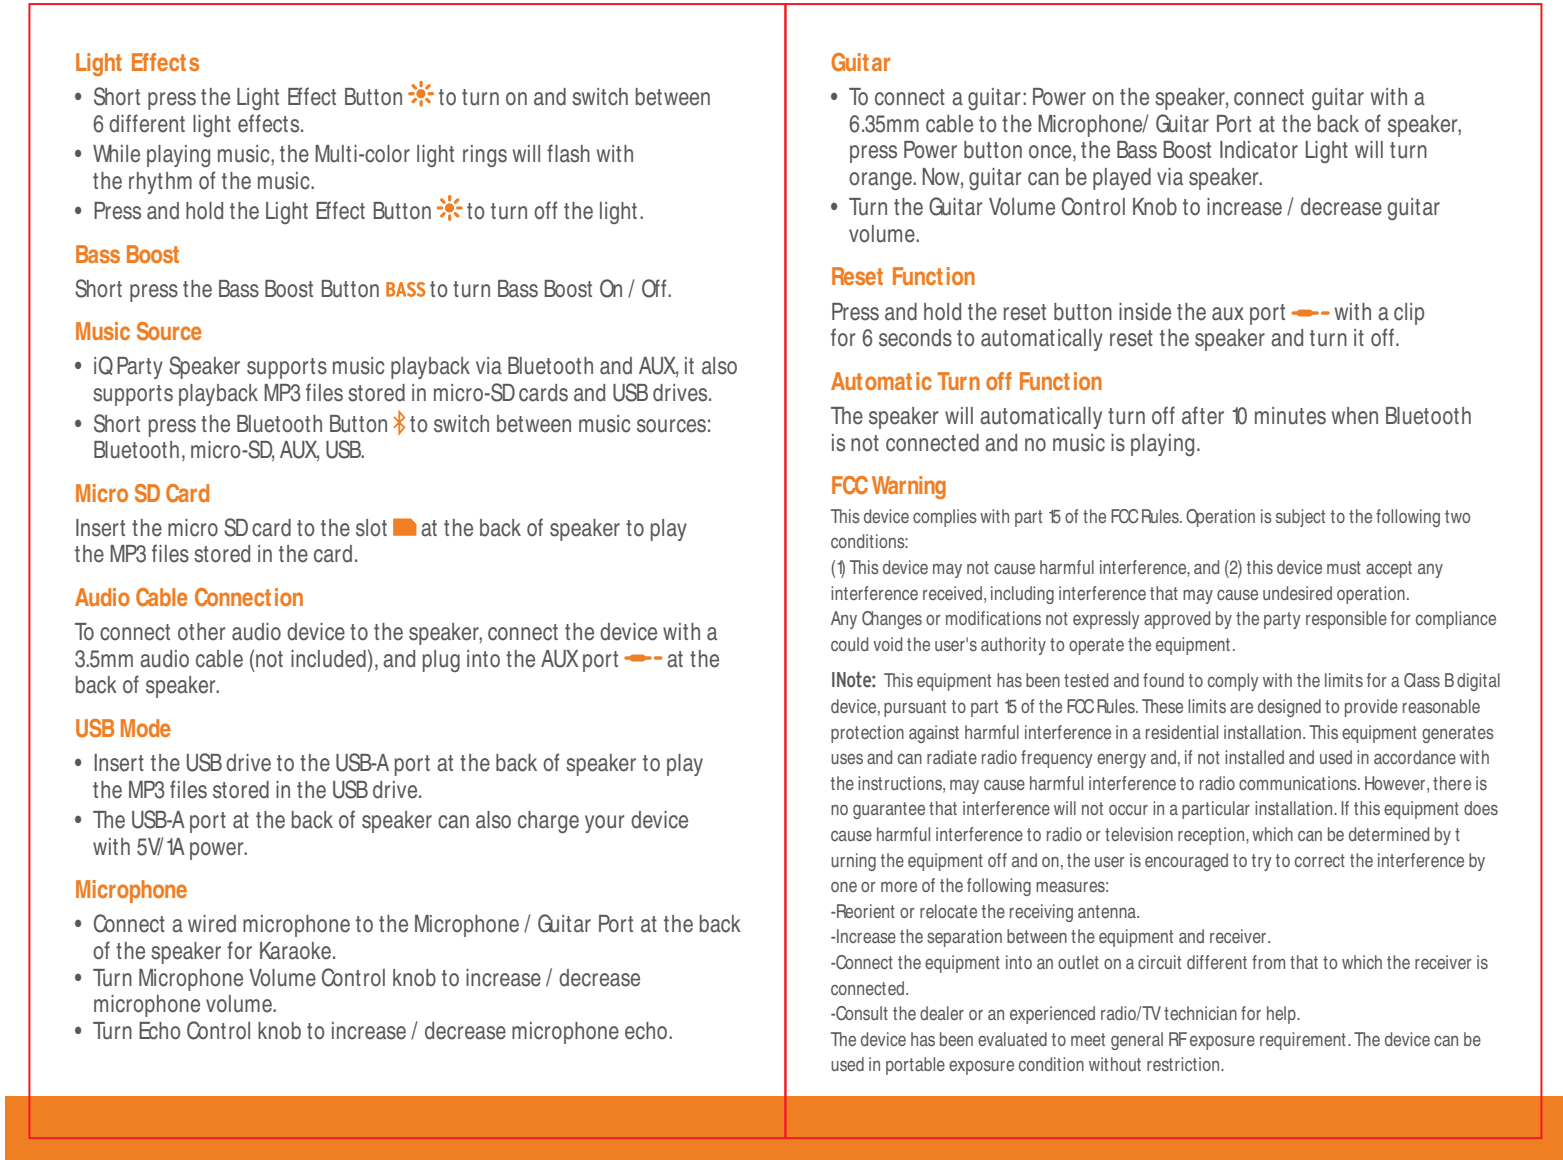 Light Effects
• Short press the Light Effect Button to turn on and switch between
6 different light effects.
• While playing music, the Multi-color light rings will flash with
the rhythm of the music.
• Press and hold the Light Effect Button to turn off the light.
Bass Boost
Short press the Bass Boost Button BASS to turn Bass Boost On / Off.
Music Source
• iQ Party Speaker supports music playback via Bluetooth and AUX, it also
supports playback MP3 files stored in micro-SD cards and USB drives.
• Short press the Bluetooth Button to switch between music sources:
Bluetooth, micro-SD, AUX, USB.
Micro SD Card
Insert the micro SD card to the slot at the back of speaker to play
the MP3 files stored in the card.
Audio Cable Connection
To connect other audio device to the speaker, connect the device with a
3.5mm audio cable (not included), and plug into the AUX port at the
back of speaker.
USB Mode
• Insert the USB drive to the USB-A port at the back of speaker to play
the MP3 files stored in the USB drive.
• The USB-A port at the back of speaker can also charge your device
with 5V/1A power.
Microphone
• Connect a wired microphone to the Microphone / Guitar Port at the back
of the speaker for Karaoke.
• Turn Microphone Volume Control knob to increase / decrease
microphone volume.
• Turn Echo Control knob to increase / decrease microphone echo.
Guitar
• To connect a guitar: Power on the speaker, connect guitar with a
6.35mm cable to the Microphone/ Guitar Port at the back of speaker,
press Power button once, the Bass Boost Indicator Light will turn
orange. Now, guitar can be played via speaker.
• Turn the Guitar Volume Control Knob to increase / decrease guitar
volume.
Reset Function
Press and hold the reset button inside the aux port with a clip
for 6 seconds to automatically reset the speaker and turn it off.
Automatic Turn off Function
The speaker will automatically turn off after 10 minutes when Bluetooth
is not connected and no music is playing.
FCC Warning
This device complies with part 15 of the FCC Rules. Operation is subject to the following two
conditions:
(1) This device may not cause harmful interference, and (2) this device must accept any
interference received, including interference that may cause undesired operation.
Any Changes or modifications not expressly approved by the party responsible for compliance
could void the user's authority to operate the equipment.
lNote: This equipment has been tested and found to comply with the limits for a Class B digital
device, pursuant to part 15 of the FCC Rules. These limits are designed to provide reasonable
protection against harmful interference in a residential installation. This equipment generates
uses and can radiate radio frequency energy and, if not installed and used in accordance with
the instructions, may cause harmful interference to radio communications. However, there is
no guarantee that interference will not occur in a particular installation. If this equipment does
cause harmful interference to radio or television reception, which can be determined by t
urning the equipment off and on, the user is encouraged to try to correct the interference by
one or more of the following measures:
-Reorient or relocate the receiving antenna.
-Increase the separation between the equipment and receiver.
-Connect the equipment into an outlet on a circuit different from that to which the receiver is
connected.
-Consult the dealer or an experienced radio/TV technician for help.
The device has been evaluated to meet general RF exposure requirement. The device can be
used in portable exposure condition without restriction.